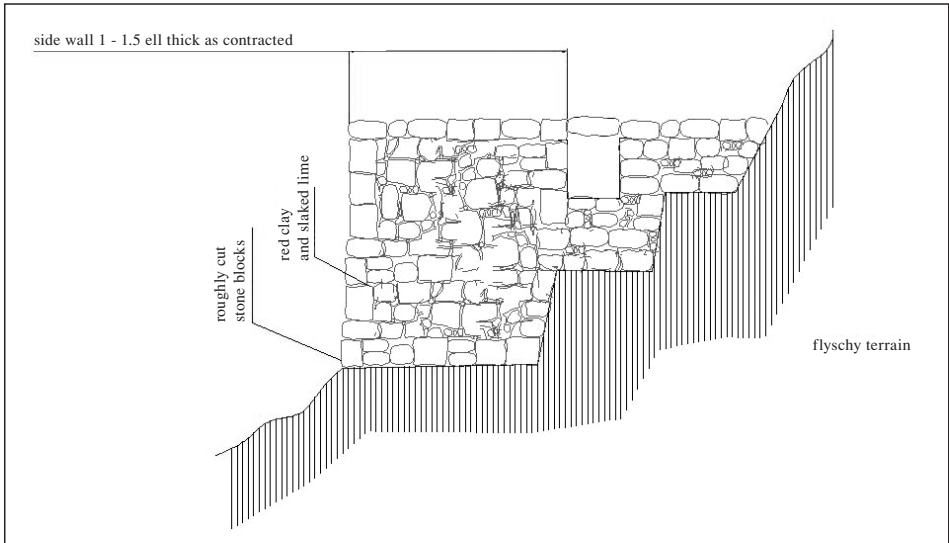 side wall 1 - 1.5 ell thick as contracted
red clay
and slaked lime
roughly cut
stone blocks
flyschy terrain